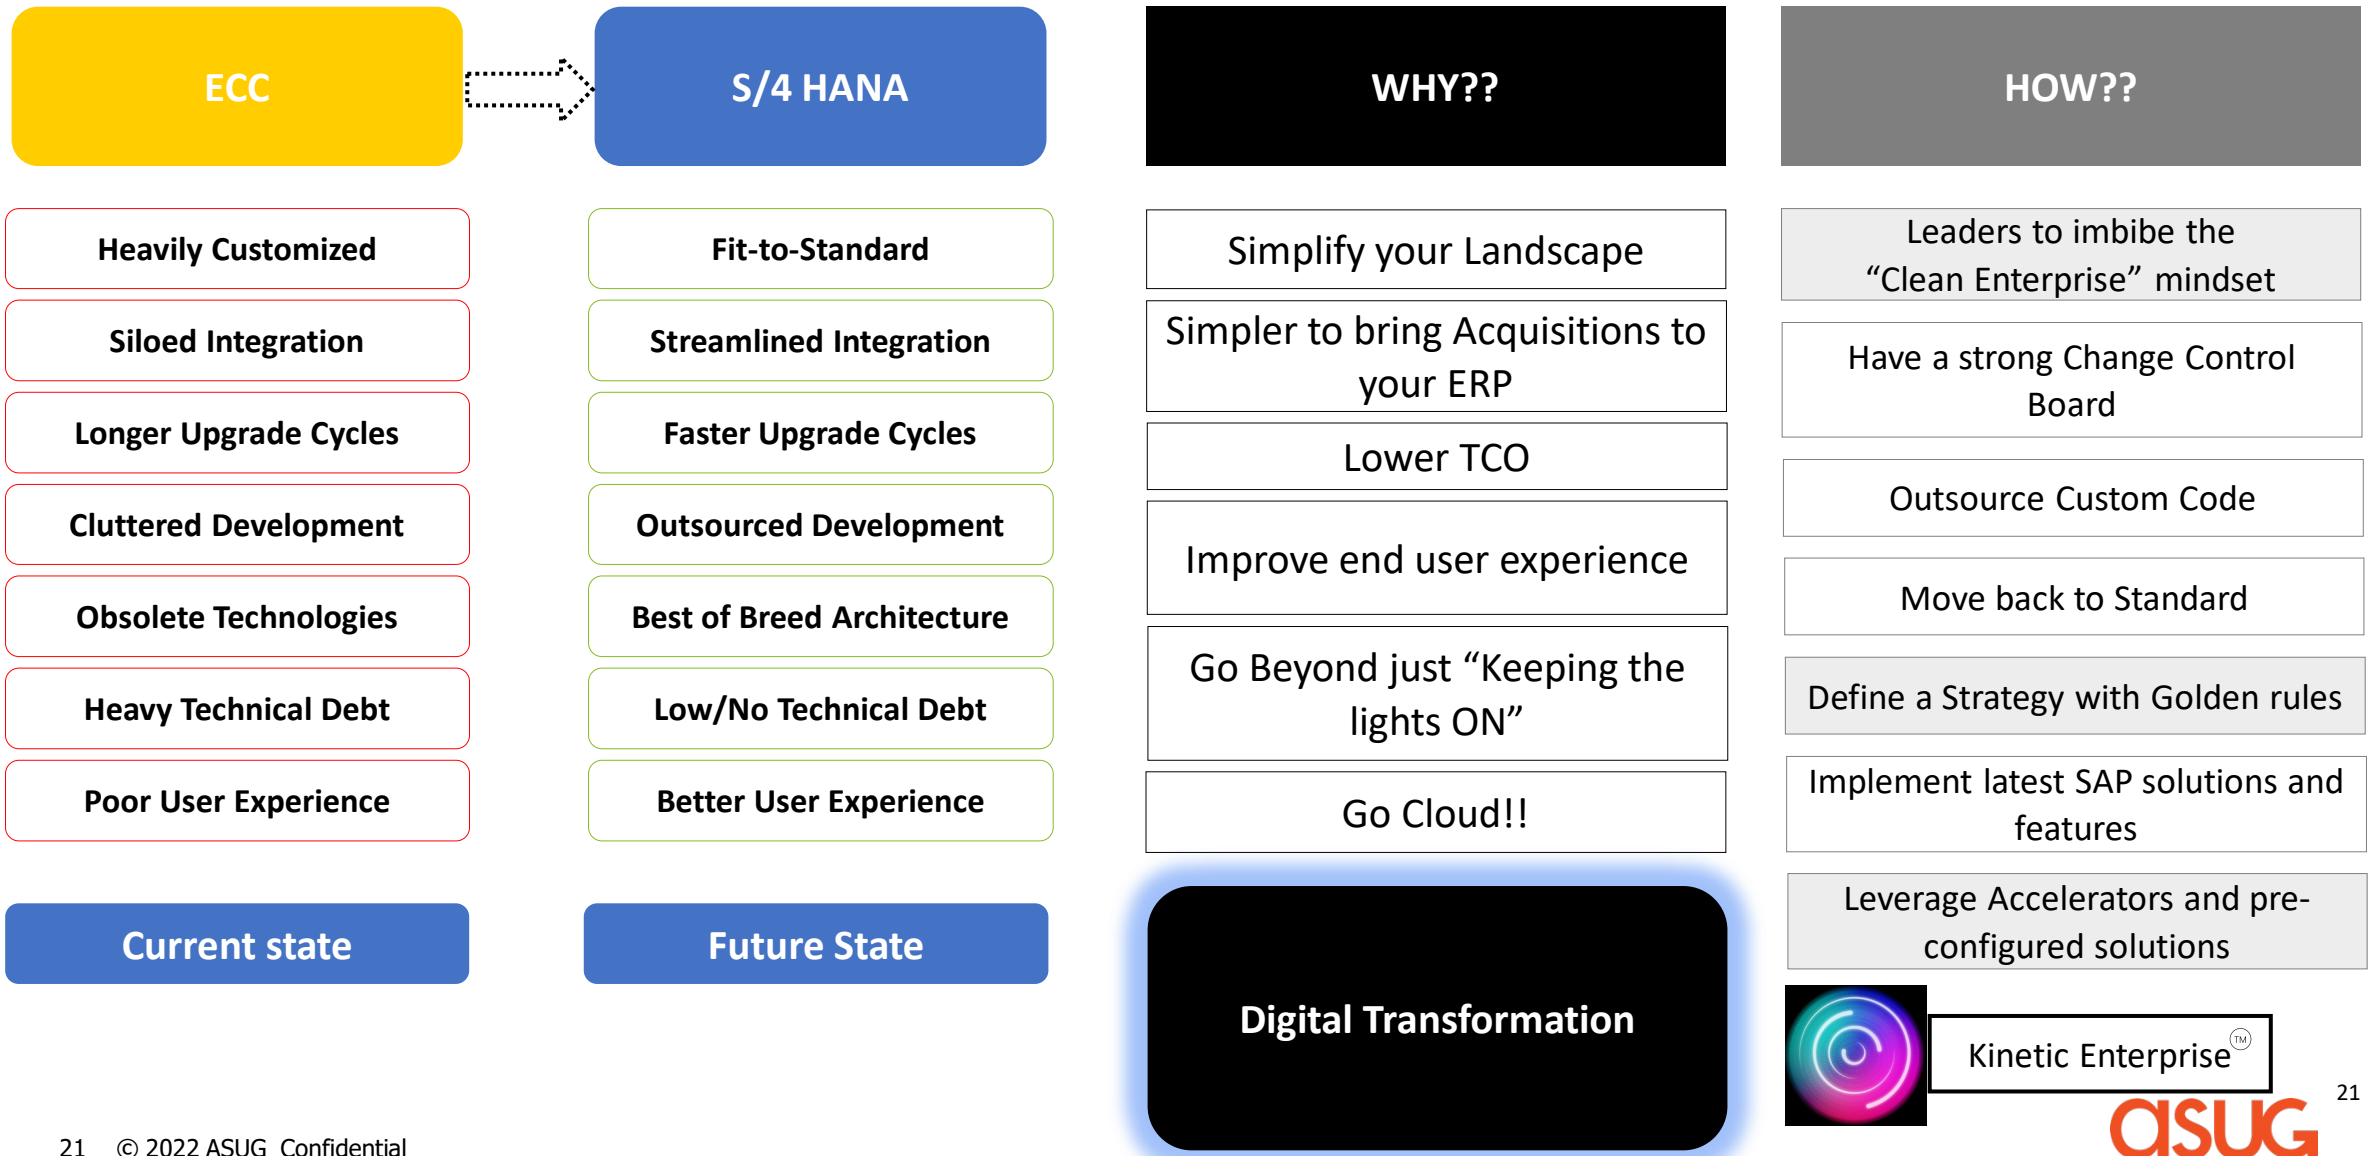 ECC
S/4 HANA
WHY??
HOW??
Heavily Customized
Siloed Integration
Longer Upgrade Cycles
Cluttered Development
Obsolete Technologies
Heavy Technical Debt
Poor User Experience
Current state
Fit-to-Standard
Streamlined Integration
Faster Upgrade Cycles
Outsourced Development
Best of Breed Architecture
Low/No Technical Debt
Better User Experience
Future State
Simplify your Landscape
Simpler to bring Acquisitions to
your ERP
Lower TCO
Improve end user experience
Go Beyond just “Keeping the
lights ON”
Go Cloud!!
Digital Transformation
Leaders to imbibe the
“Clean Enterprise” mindset
Have a strong Change Control
Board
Outsource Custom Code
Move back to Standard
Define a Strategy with Golden rules
Implement latest SAP solutions and
features
Leverage Accelerators and pre-
configured solutions
Kinetic Enterprise™
21
asug
21 © 2022 ASUG Confidential